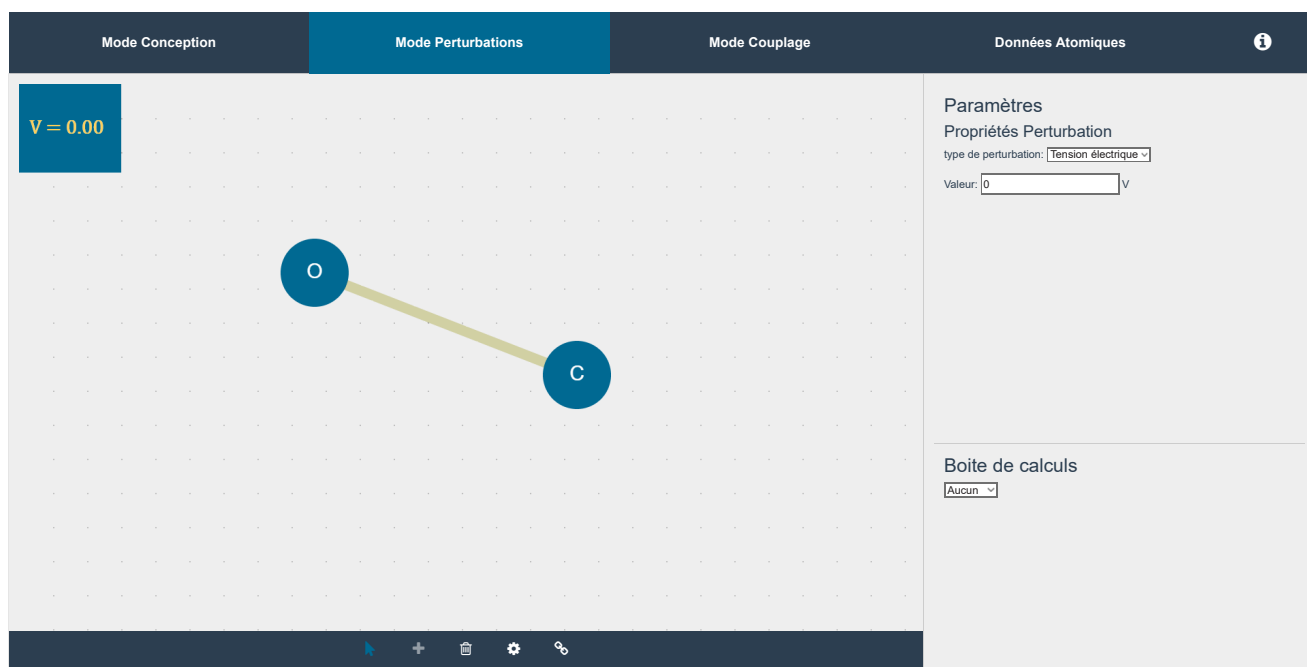 Mode Conception
Mode Perturbations
Mode Couplage
Données Atomiques
V = 0.00
O
C
Paramètres
Propriétés Perturbation
type de perturbation: Tension électrique
Valeur: 0 V
Boite de calculs
Aucun